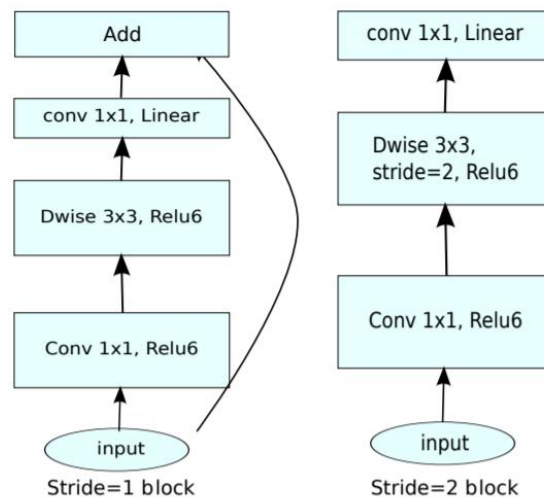 Add
conv 1x1, Linear
Dwise 3x3, Relu6
Conv 1x1, Relu6
input
Stride=1 block
conv 1x1, Linear
Dwise 3x3,
stride=2, Relu6
Conv 1x1, Relu6
input
Stride=2 block